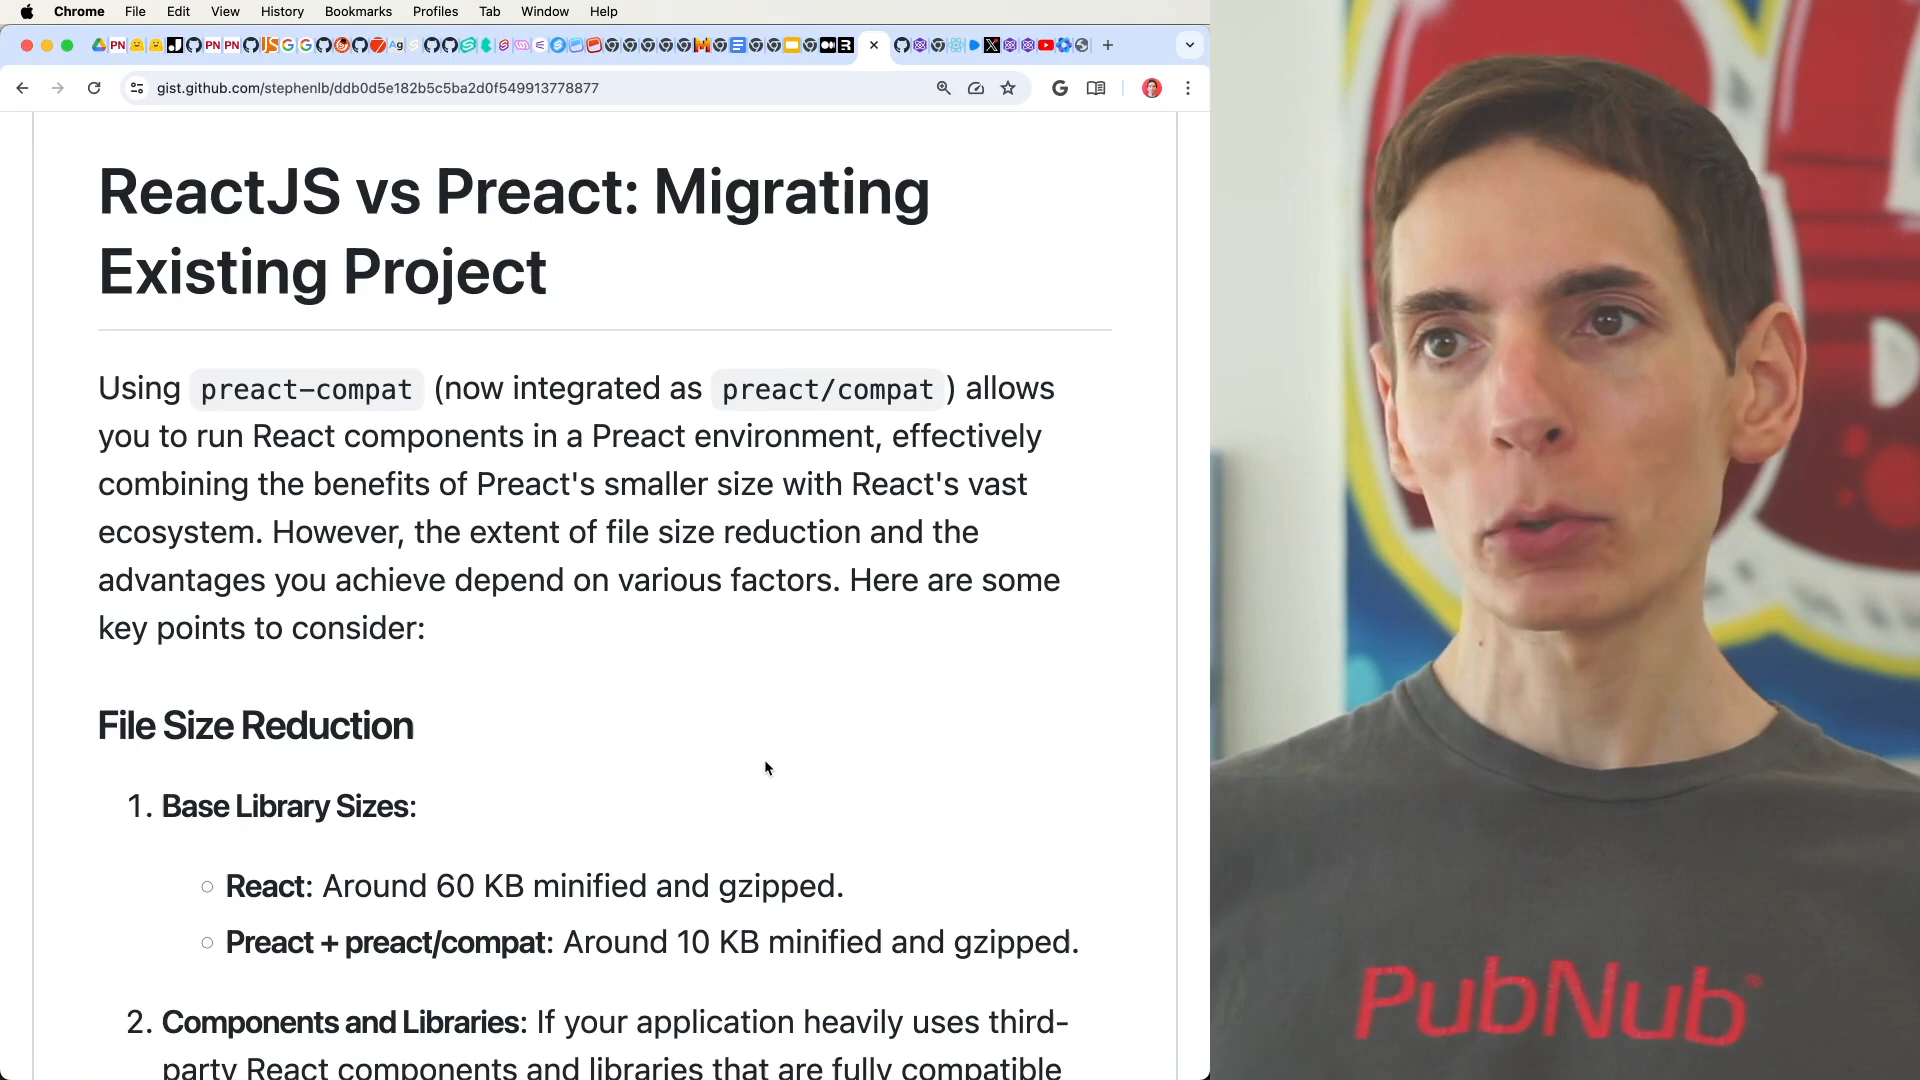 Chrome File Edit View History Bookmarks Profiles Tab Window Help
gist.github.com/stephenlb/ddb0d5e182b5c5ba2d0f549913778877
ReactJS vs Preact: Migrating
Existing Project
Using preact-compat (now integrated as preact/compat) allows
you to run React components in a Preact environment, effectively
combining the benefits of Preact's smaller size with React's vast
ecosystem. However, the extent of file size reduction and the
advantages you achieve depend on various factors. Here are some
key points to consider:
File Size Reduction
1. Base Library Sizes:
React: Around 60 KB minified and gzipped.
Preact + preact/compat: Around 10 KB minified and gzipped.
2. Components and Libraries: If your application heavily uses third-
party React components and libraries that are fully compatible
PubNub